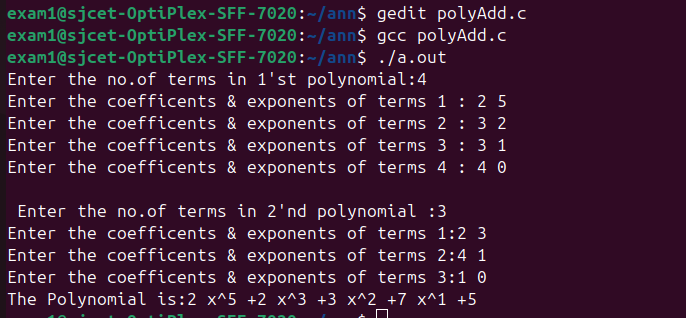 exam1@sjcet-OptiPlex-SFF-7020:~/ann$ gedit polyAdd.c
exam1@sjcet-OptiPlex-SFF-7020:~/ann$ gcc polyAdd.c
exam1@sjcet-OptiPlex-SFF-7020:~/ann$ ./a.out
Enter the no.of terms in 1'st polynomial:4
Enter the coefficents & exponents of terms 1 : 2 5
Enter the coefficents & exponents of terms 2 : 3 2
Enter the coefficents & exponents of terms 3 : 3 1
Enter the coefficents & exponents of terms 4 : 4 0
Enter the no.of terms in 2'nd polynomial :3
Enter the coefficents & exponents of terms 1:2 3
Enter the coefficents & exponents of terms 2:4 1
Enter the coefficents & exponents of terms 3:1 0
The Polynomial is:2 x^5 +2 x^3 +3 x^2 +7 x^1 +5
exam1@sjcet-OptiPlex-SFF-7020:~/ann$